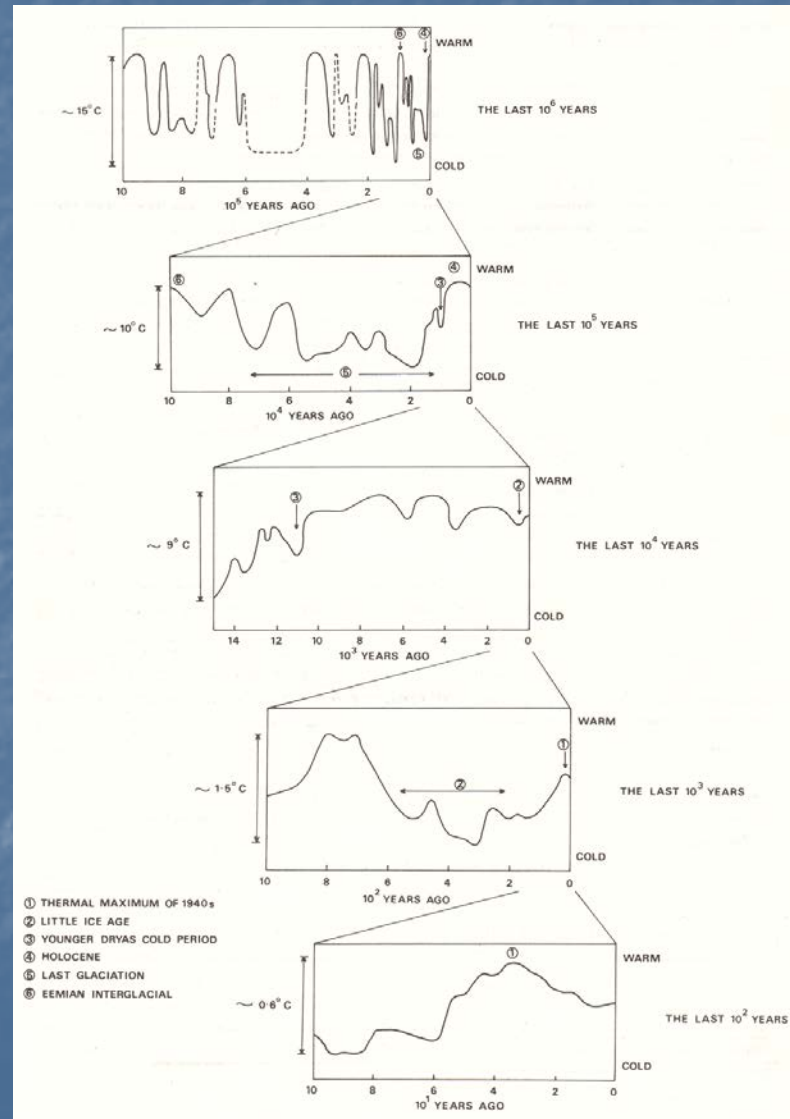 ⑥ ④
WARM
~ 15°C
THE LAST 10⁶ YEARS
⑤
COLD
10 8 6 4 2 0
10⁵ YEARS AGO
④
WARM
⑥ ③
~ 10°C
THE LAST 10⁵ YEARS
⑤
COLD
10 8 6 4 2 0
10⁴ YEARS AGO
WARM
③ ②
~ 9°C
THE LAST 10⁴ YEARS
COLD
14 12 10 8 6 4 2 0
10³ YEARS AGO
WARM
①
②
~ 1·5°C
THE LAST 10³ YEARS
COLD
10 8 6 4 2 0
10² YEARS AGO
① THERMAL MAXIMUM OF 1940s
② LITTLE ICE AGE
③ YOUNGER DRYAS COLD PERIOD
④ HOLOCENE
⑤ LAST GLACIATION
⑥ EEMIAN INTERGLACIAL
①
WARM
~ 0·6°C
THE LAST 10² YEARS
COLD
10 8 6 4 2 0
10¹ YEARS AGO